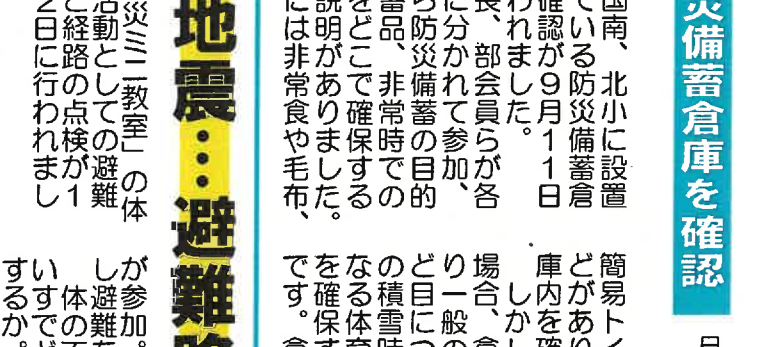 災備蓄倉庫を確認
国南、北小に設置
ている防災備蓄倉
確認が9月11日
われました。
長、部会員らが各
に分かれて参加、
ら防災備蓄の目的
蓄品、非常時での
をどこで確保する
説明がありました。
には非常食や毛布、
簡易トイ
どがあり
庫内を確
しかし
場合、倉
り一般の
ど目につ
の積雪時
なる体育
を確保す
です。食
地震…避難
災ミニ教室」の体
活動としての避難
と経路の点検が1
2日に行われまし
が参加。
し避難を
体の不
いすでど
するか。